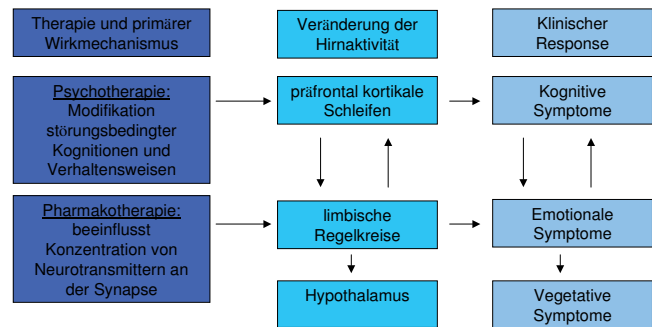 Therapie und primärer
Wirkmechanismus
Veränderung der
Hirnaktivität
Klinischer
Response
Psychotherapie:
Modifikation
störungsbedingter
Kognitionen und
Verhaltensweisen
präfrontal kortikale
Schleifen
Kognitive
Symptome
Pharmakotherapie:
beeinflusst
Konzentration von
Neurotransmittern an
der Synapse
limbische
Regelkreise
Emotionale
Symptome
Hypothalamus
Vegetative
Symptome